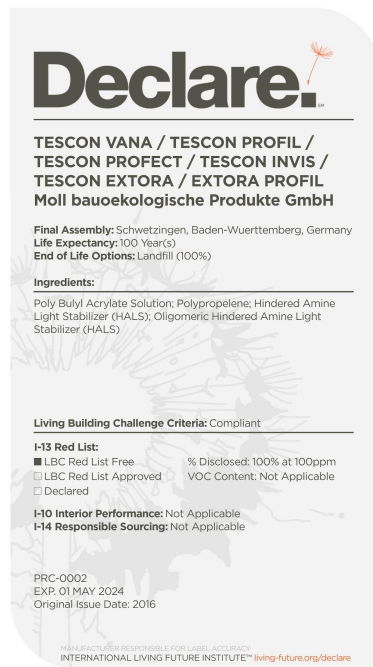 Declare.
SM
TESCON VANA / TESCON PROFIL /
TESCON PROFECT / TESCON INVIS /
TESCON EXTORA / EXTORA PROFIL
Moll bauoekologische Produkte GmbH
Final Assembly: Schwetzingen, Baden-Wuerttemberg, Germany
Life Expectancy: 100 Year(s)
End of Life Options: Landfill (100%)
Ingredients:
Poly Bulyl Acrylate Solution; Polypropelene; Hindered Amine
Light Stabilizer (HALS); Oligomeric Hindered Amine Light
Stabilizer (HALS)
Living Building Challenge Criteria: Compliant
I-13 Red List:
■ LBC Red List Free % Disclosed: 100% at 100ppm
□ LBC Red List Approved VOC Content: Not Applicable
□ Declared
I-10 Interior Performance: Not Applicable
I-14 Responsible Sourcing: Not Applicable
PRC-0002
EXP. 01 MAY 2024
Original Issue Date: 2016
MANUFACTURER RESPONSIBLE FOR LABEL ACCURACY
INTERNATIONAL LIVING FUTURE INSTITUTE™ living-future.org/declare